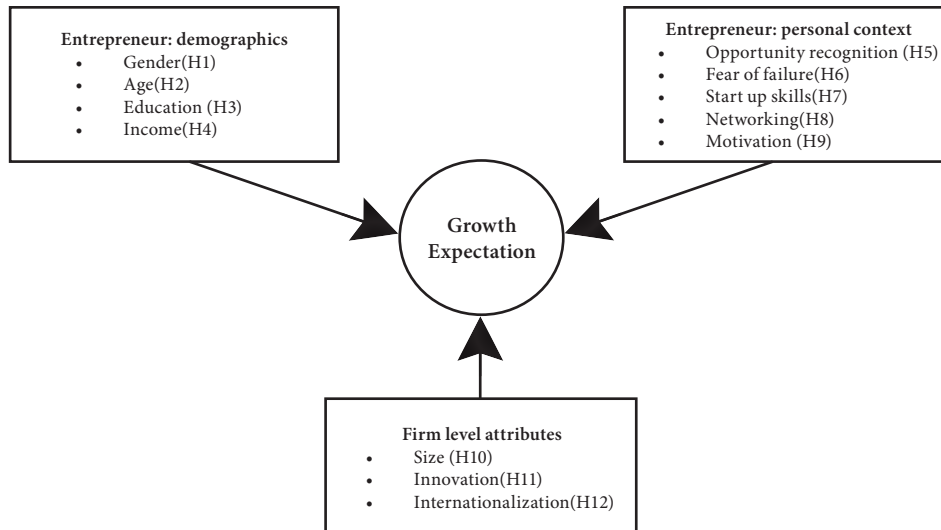 Entrepreneur: demographics
• Gender(H1)
• Age(H2)
• Education (H3)
• Income(H4)
Entrepreneur: personal context
• Opportunity recognition (H5)
• Fear of failure(H6)
• Start up skills(H7)
• Networking(H8)
• Motivation (H9)
Growth
Expectation
Firm level attributes
• Size (H10)
• Innovation(H11)
• Internationalization(H12)